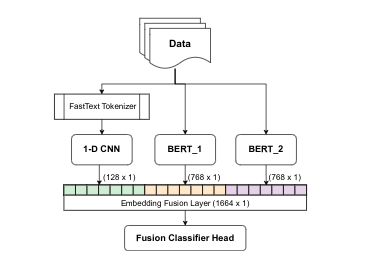 Data
FastText Tokenizer
1-D CNN
BERT_1
BERT_2
(128 x 1)
(768 x 1)
(768 x 1)
Embedding Fusion Layer (1664 x 1)
Fusion Classifier Head